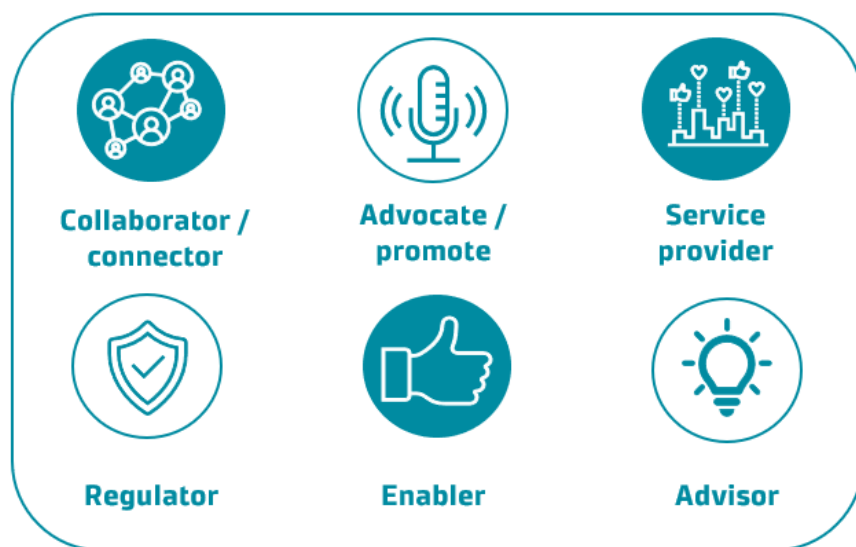 Collaborator /
connector
Advocate /
promote
Service
provider
Regulator
Enabler
Advisor